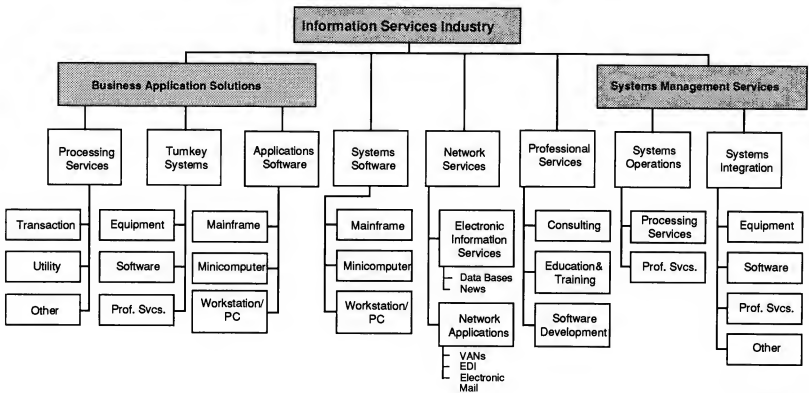 Information Services Industry
Business Application Solutions
Systems Management Services
Processing
Services
Turnkey
Systems
Applications
Software
Systems
Software
Network
Services
Professional
Services
Systems
Operations
Systems
Integration
Transaction
Utility
Other
Equipment
Software
Prof. Svcs.
Mainframe
Minicomputer
Workstation/
PC
Mainframe
Minicomputer
Workstation/
PC
Electronic
Information
Services
Data Bases
News
Network
Applications
VANs
EDI
Electronic
Mail
Consulting
Education&
Training
Software
Development
Processing
Services
Prof. Svcs.
Equipment
Software
Prof. Svcs.
Other